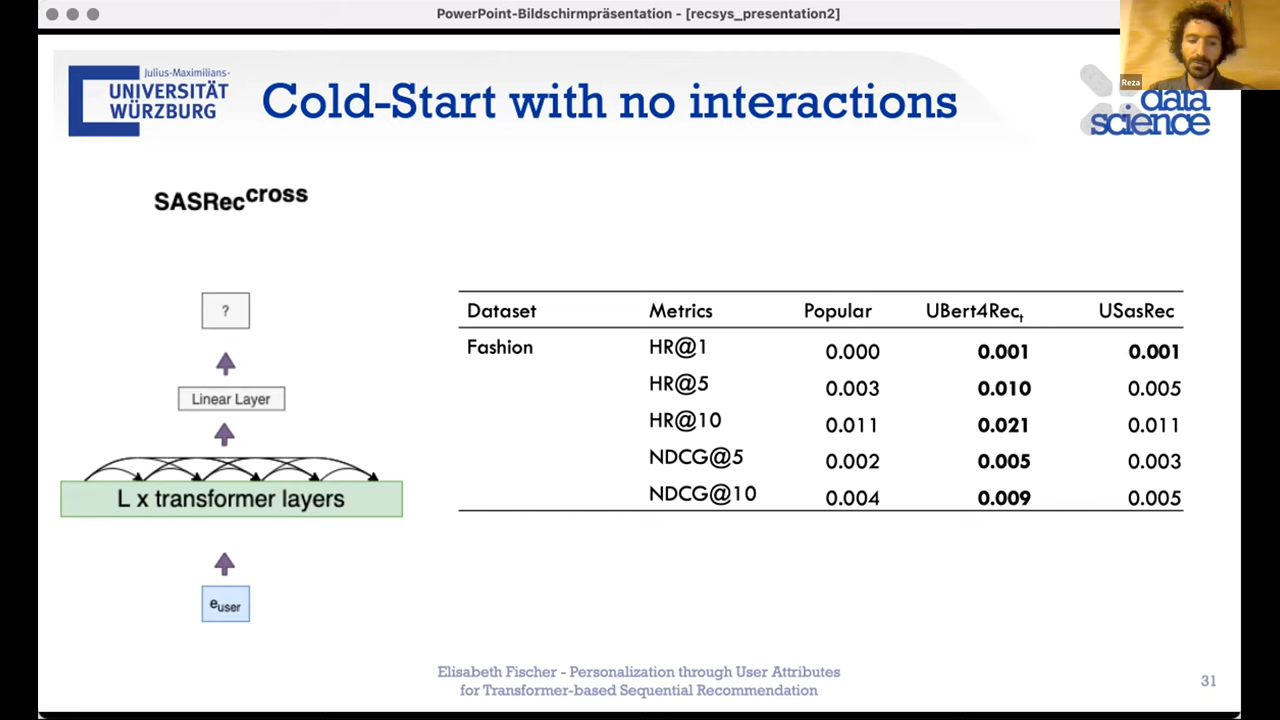 PowerPoint-Bildschirmpräsentation - [recsys_presentation2]
Reza
Julius-Maximilians-
UNIVERSITÄT
WÜRZBURG
Cold-Start with no interactions
data
science
SASRec^cross
?
Linear Layer
L x transformer layers
e_user
Dataset Metrics Popular UBert4Rec_t USasRec
Fashion HR@1 0.000 0.001 0.001
HR@5 0.003 0.010 0.005
HR@10 0.011 0.021 0.011
NDCG@5 0.002 0.005 0.003
NDCG@10 0.004 0.009 0.005
Elisabeth Fischer - Personalization through User Attributes
for Transformer-based Sequential Recommendation
31